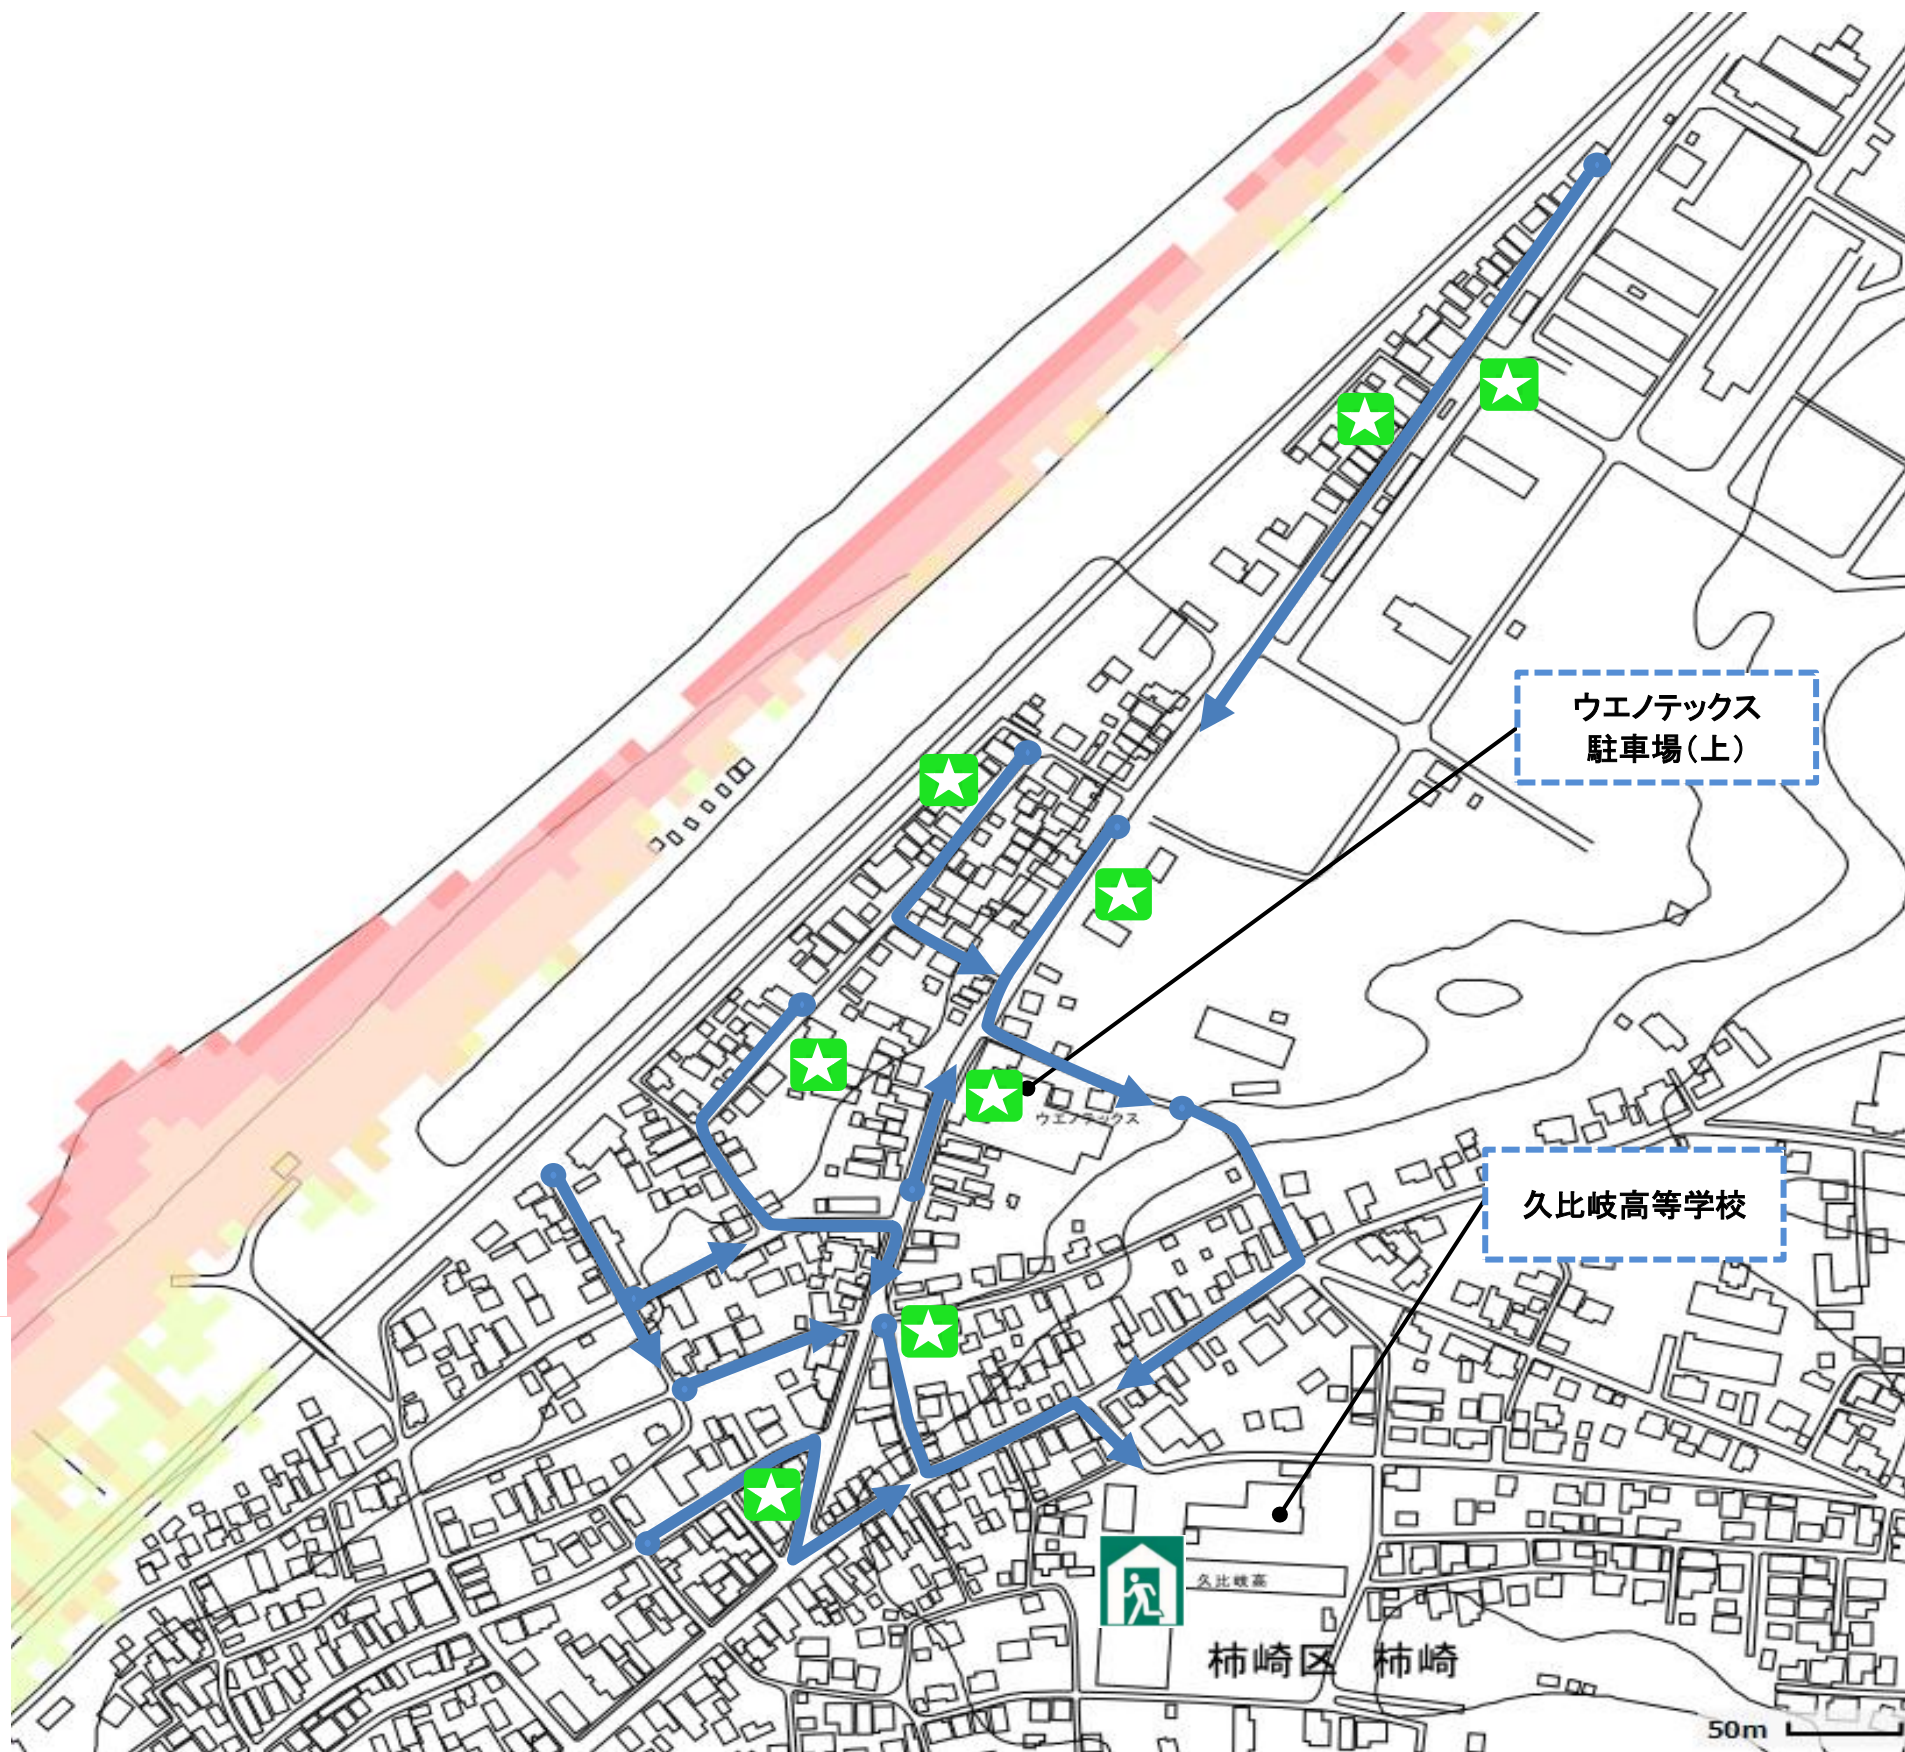 ウエノテックス
駐車場（上）
ウエノテックス
久比岐高等学校
久比岐高
柿崎区 柿崎
50m